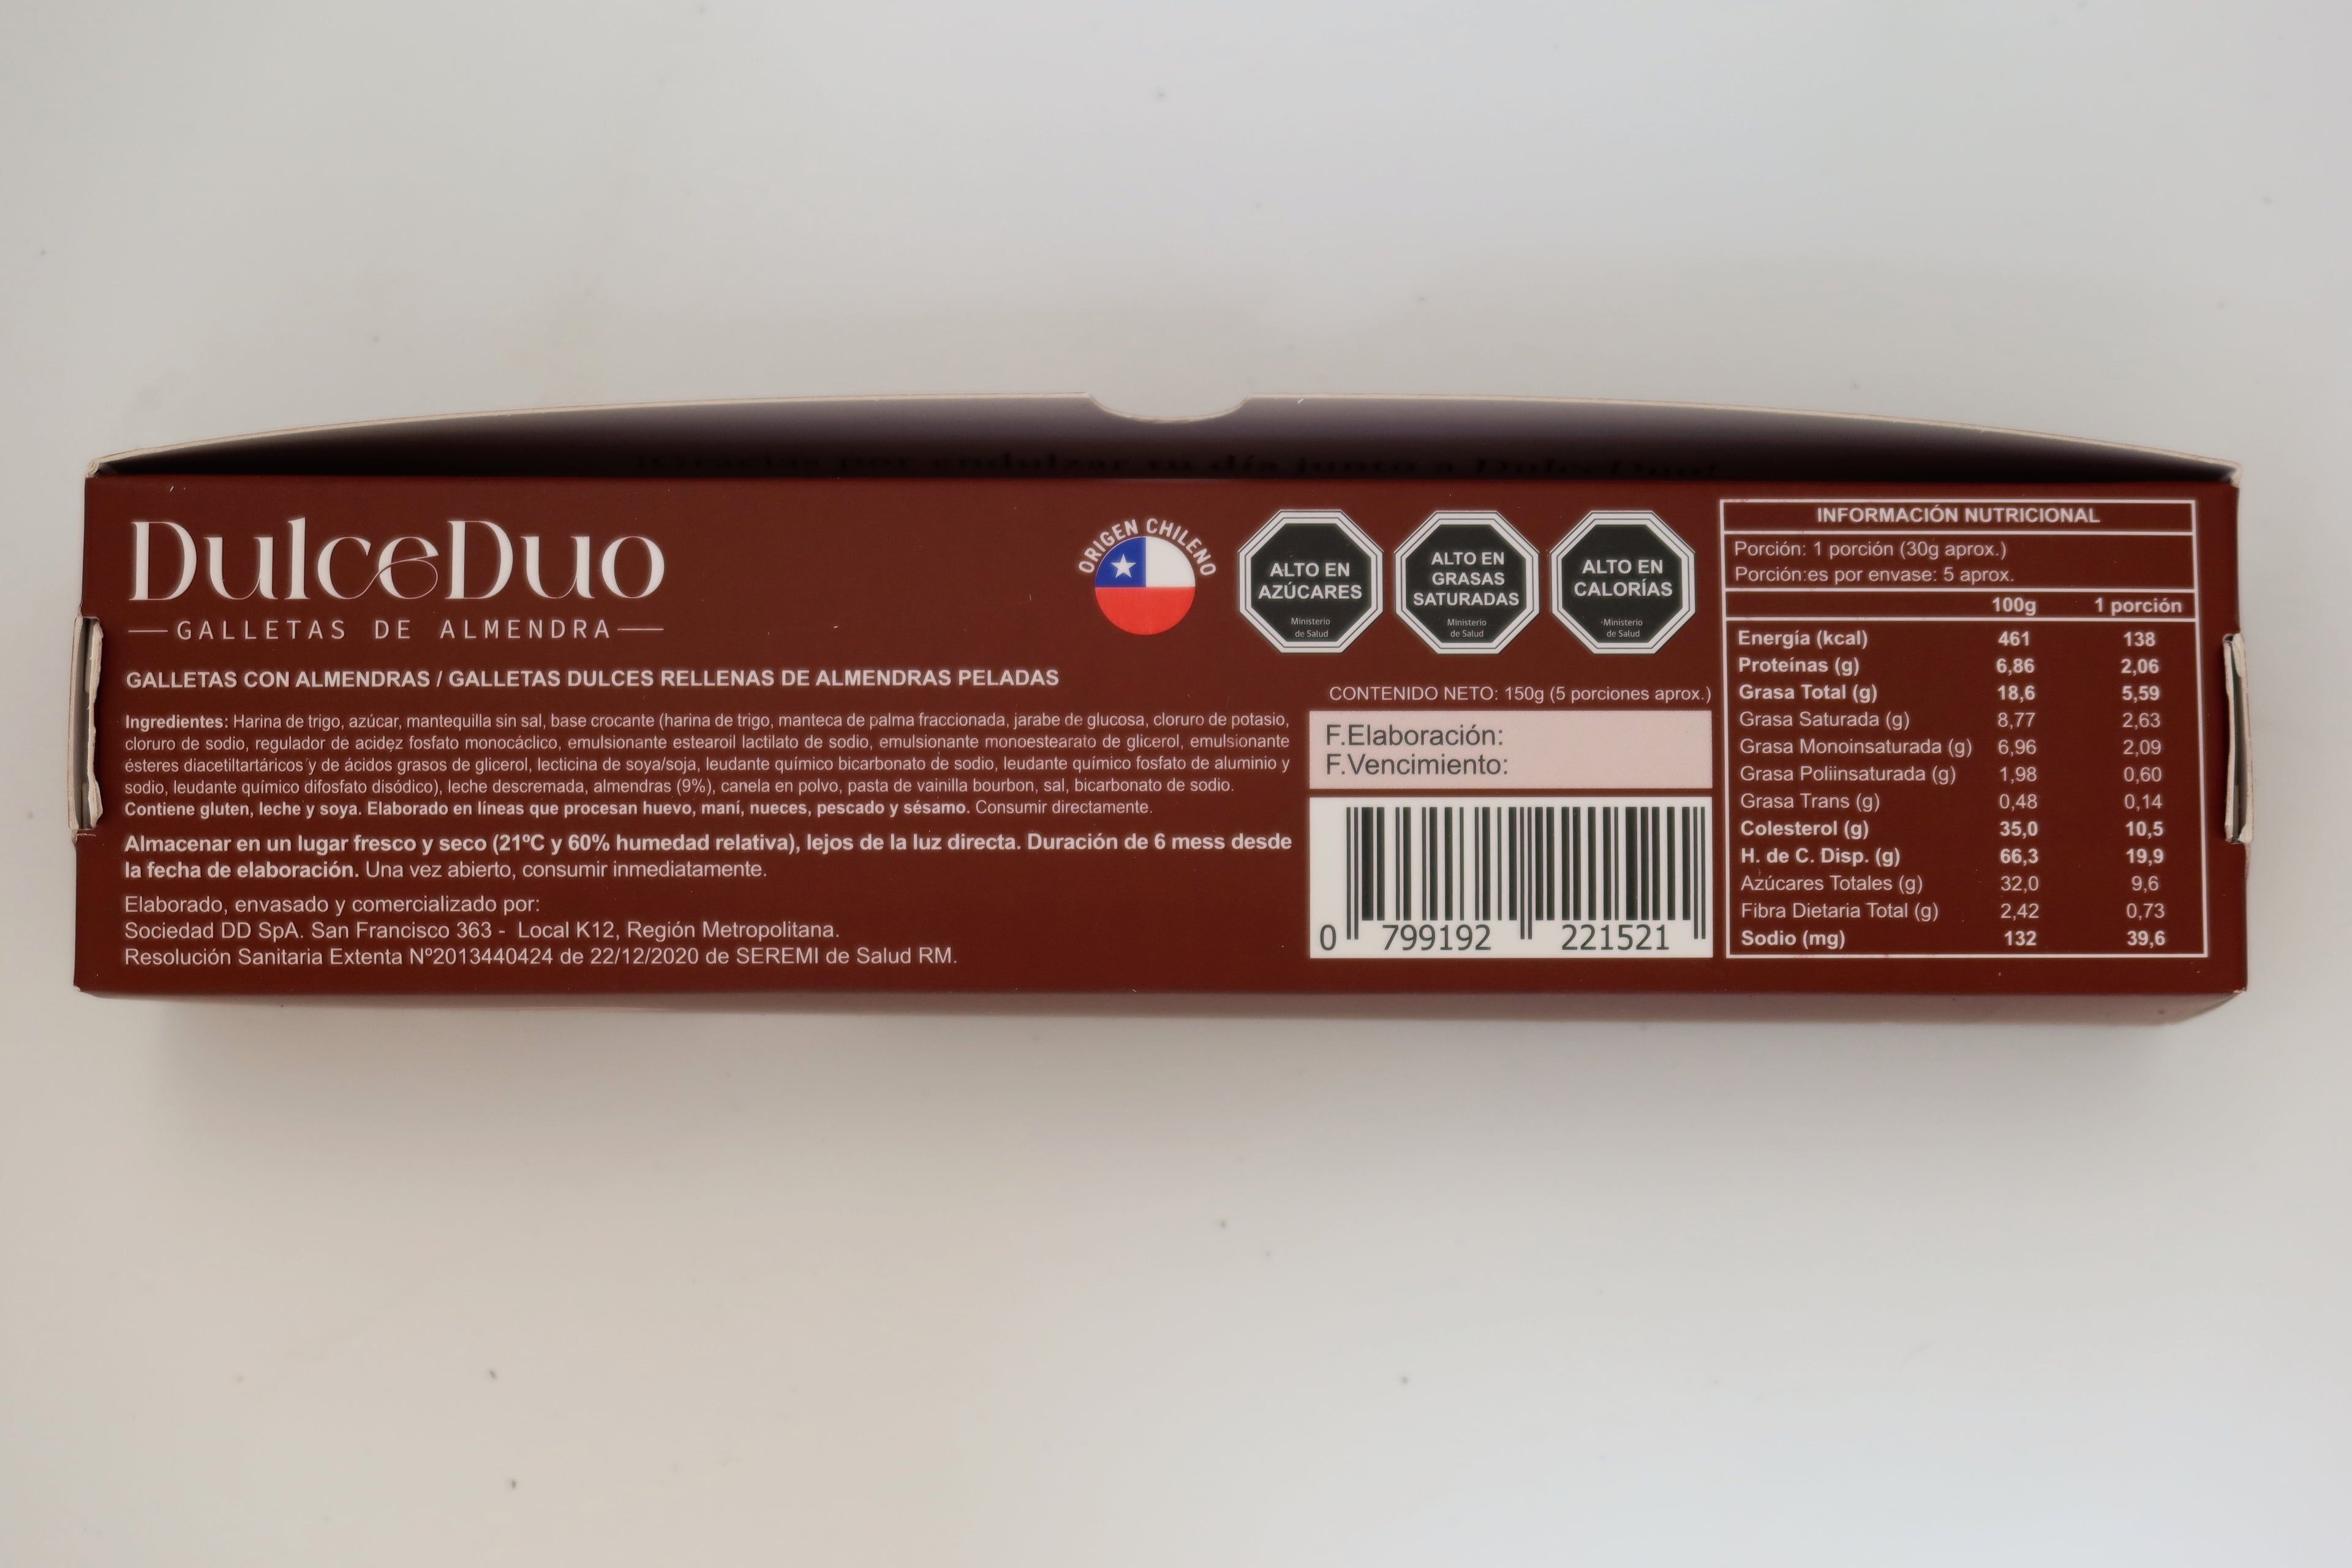 ¡Gracias por endulzar tu día junto a DulceDuo!
DulceDuo
GALLETAS DE ALMENDRA
GALLETAS CON ALMENDRAS / GALLETAS DULCES RELLENAS DE ALMENDRAS PELADAS
Ingredientes: Harina de trigo, azúcar, mantequilla sin sal, base crocante (harina de trigo, manteca de palma fraccionada, jarabe de glucosa, cloruro de potasio,
cloruro de sodio, regulador de acidez fosfato monocáclico, emulsionante estearoil lactilato de sodio, emulsionante monoestearato de glicerol, emulsionante
ésteres diacetiltartáricos y de ácidos grasos de glicerol, lecticina de soya/soja, leudante químico bicarbonato de sodio, leudante químico fosfato de aluminio y
sodio, leudante químico difosfato disódico), leche descremada, almendras (9%), canela en polvo, pasta de vainilla bourbon, sal, bicarbonato de sodio.
Contiene gluten, leche y soya. Elaborado en líneas que procesan huevo, maní, nueces, pescado y sésamo. Consumir directamente.
Almacenar en un lugar fresco y seco (21ºC y 60% humedad relativa), lejos de la luz directa. Duración de 6 mess desde
la fecha de elaboración. Una vez abierto, consumir inmediatamente.
Elaborado, envasado y comercializado por:
Sociedad DD SpA. San Francisco 363 - Local K12, Región Metropolitana.
Resolución Sanitaria Extenta Nº2013440424 de 22/12/2020 de SEREMI de Salud RM.
ORIGEN CHILENO
ALTO EN
AZÚCARES
Ministerio
de Salud
ALTO EN
GRASAS
SATURADAS
Ministerio
de Salud
ALTO EN
CALORÍAS
-Ministerio
de Salud
CONTENIDO NETO: 150g (5 porciones aprox.)
F.Elaboración:
F.Vencimiento:
0 799192 221521
INFORMACIÓN NUTRICIONAL
Porción: 1 porción (30g aprox.)
Porción:es por envase: 5 aprox.
100g 1 porción
Energía (kcal) 461 138
Proteínas (g) 6,86 2,06
Grasa Total (g) 18,6 5,59
Grasa Saturada (g) 8,77 2,63
Grasa Monoinsaturada (g) 6,96 2,09
Grasa Poliinsaturada (g) 1,98 0,60
Grasa Trans (g) 0,48 0,14
Colesterol (g) 35,0 10,5
H. de C. Disp. (g) 66,3 19,9
Azúcares Totales (g) 32,0 9,6
Fibra Dietaria Total (g) 2,42 0,73
Sodio (mg) 132 39,6